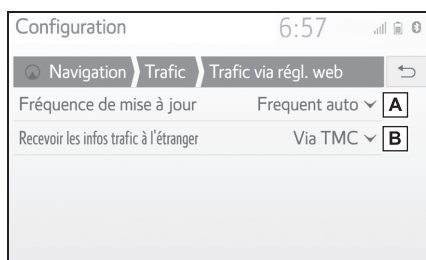 Configuration 6:57
Navigation Trafic Trafic via régl. web
Fréquence de mise à jour Frequent auto A
Recevoir les infos trafic à l'étranger Via TMC B